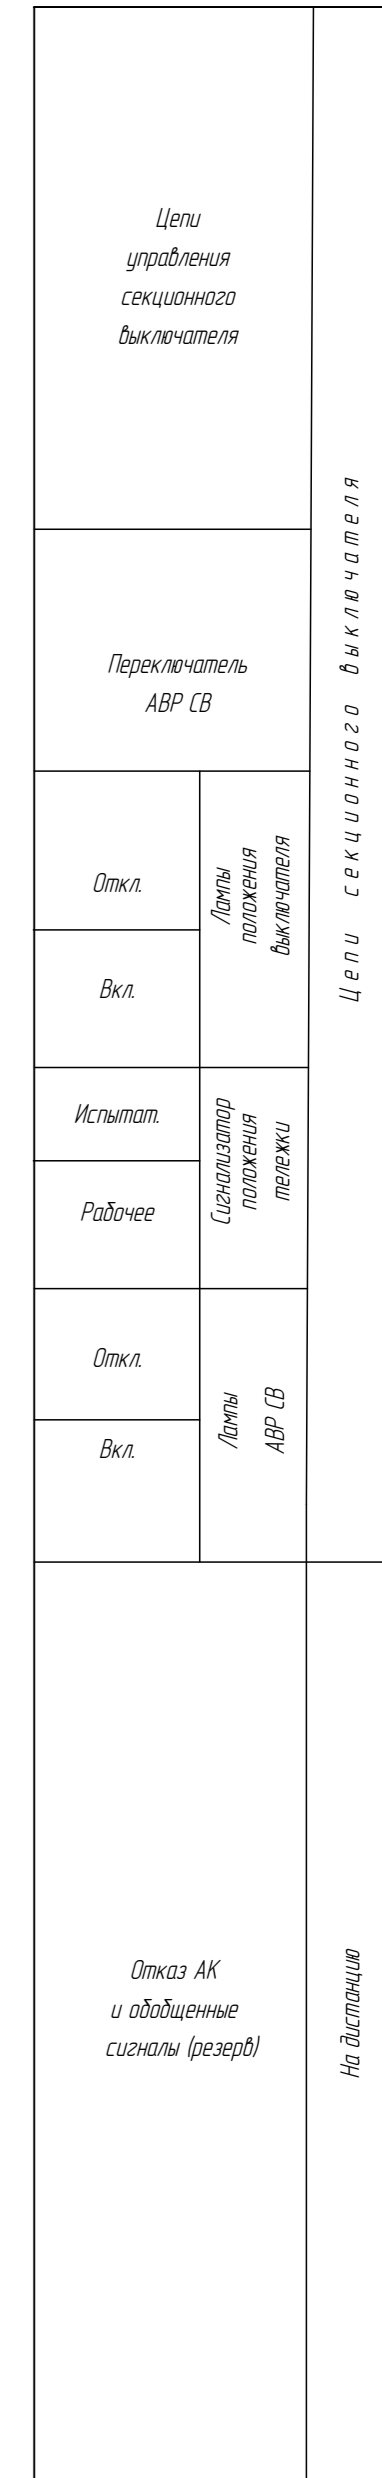 Цепи
управления
секционного
выключателя
Цепи секционного выключателя
Переключатель
АВР СВ
Откл.
Вкл.
Лампы
положения
выключателя
Испытат.
Рабочее
Сигнализатор
положения
тележки
Откл.
Вкл.
Лампы
АВР СВ
Отказ АК
и обобщенные
сигналы (резерв)
На дистанцию